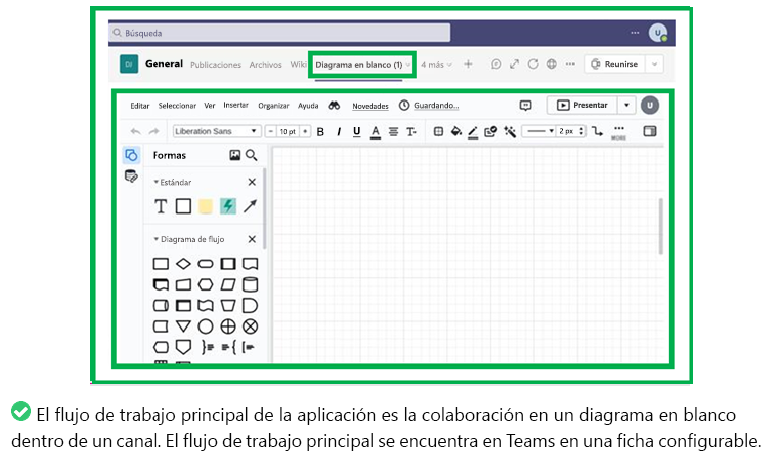 Búsqueda
U
DI General Publicaciones Archivos Wiki Diagrama en blanco (1) 4 más Reunirse
Editar Seleccionar Ver Insertar Organizar Ayuda Novedades Guardando... Presentar U
Liberation Sans 10 pt B I U A T 2 px MORE
Formas
Estándar
T
Diagrama de flujo
El flujo de trabajo principal de la aplicación es la colaboración en un diagrama en blanco
dentro de un canal. El flujo de trabajo principal se encuentra en Teams en una ficha configurable.